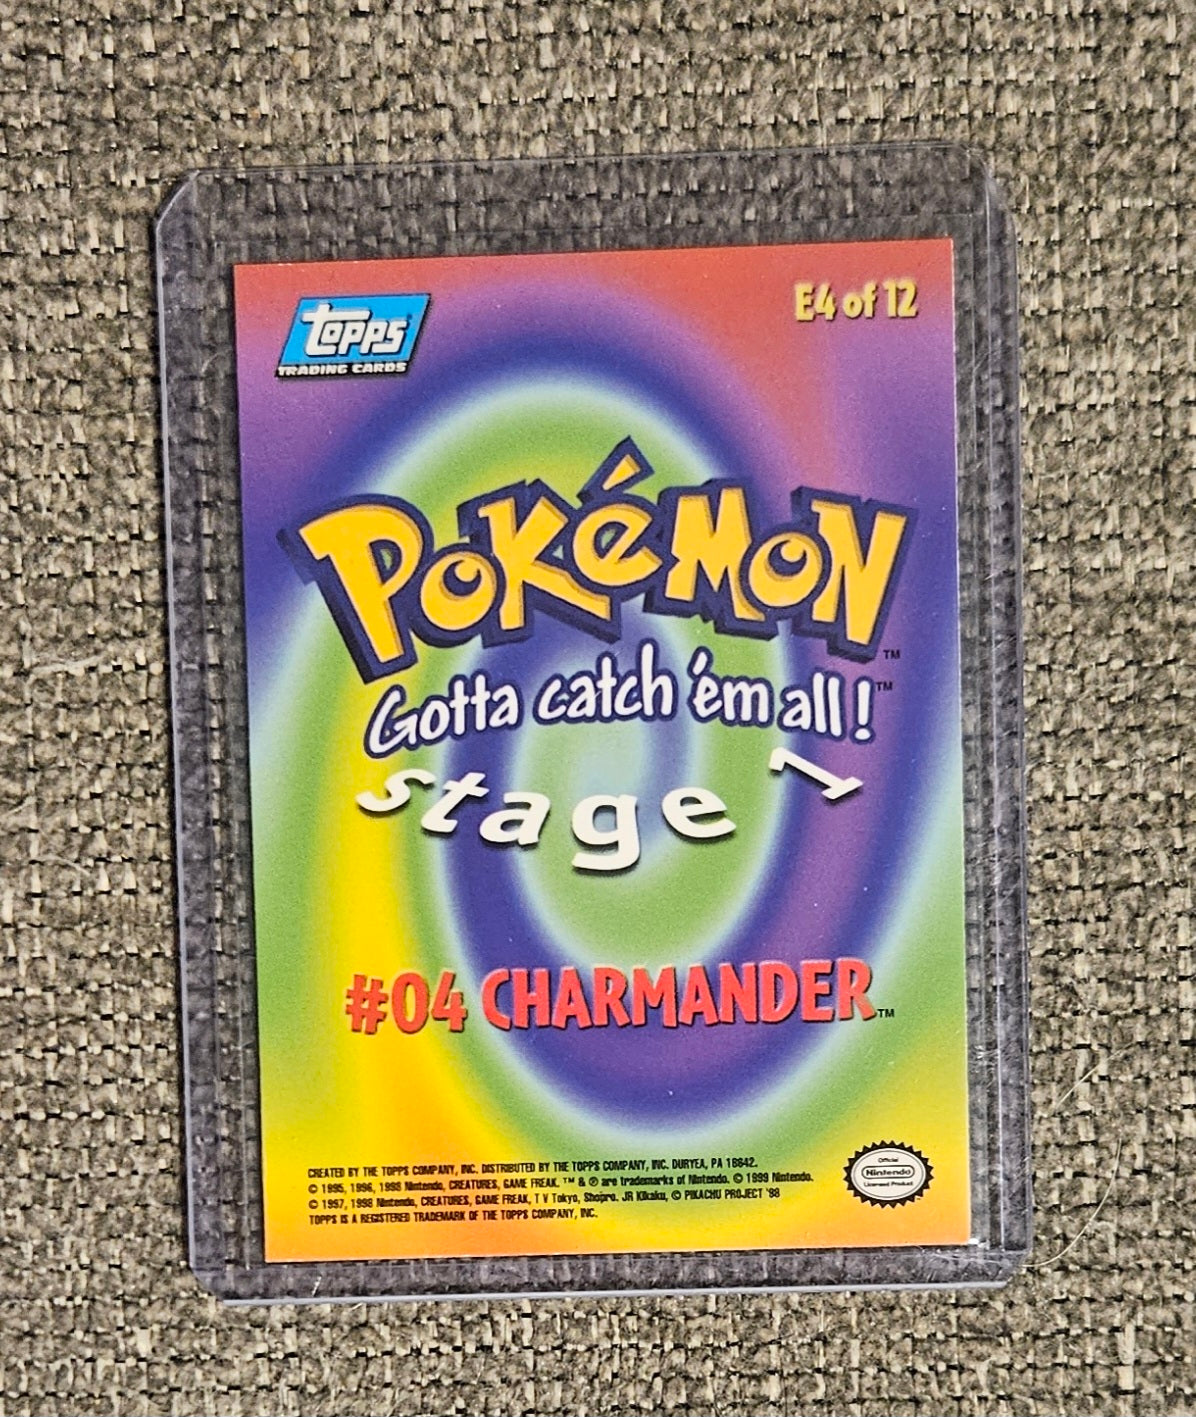 TOPPS
TRADING CARDS
E4 of 12
POKéMON™
Gotta catch 'em all!™
stage 1
#04 CHARMANDER™
CREATED BY THE TOPPS COMPANY, INC. DISTRIBUTED BY THE TOPPS COMPANY, INC. DURYEA, PA 18642.
© 1995, 1996, 1998 Nintendo, CREATURES, GAME FREAK. ™ & ® are trademarks of Nintendo. © 1999 Nintendo.
© 1997, 1998 Nintendo, CREATURES, GAME FREAK, T V Tokyo, Shopro. JR Kikaku, © PIKACHU PROJECT '98
TOPPS IS A REGISTERED TRADEMARK OF THE TOPPS COMPANY, INC.
Official
Nintendo
Licensed Product